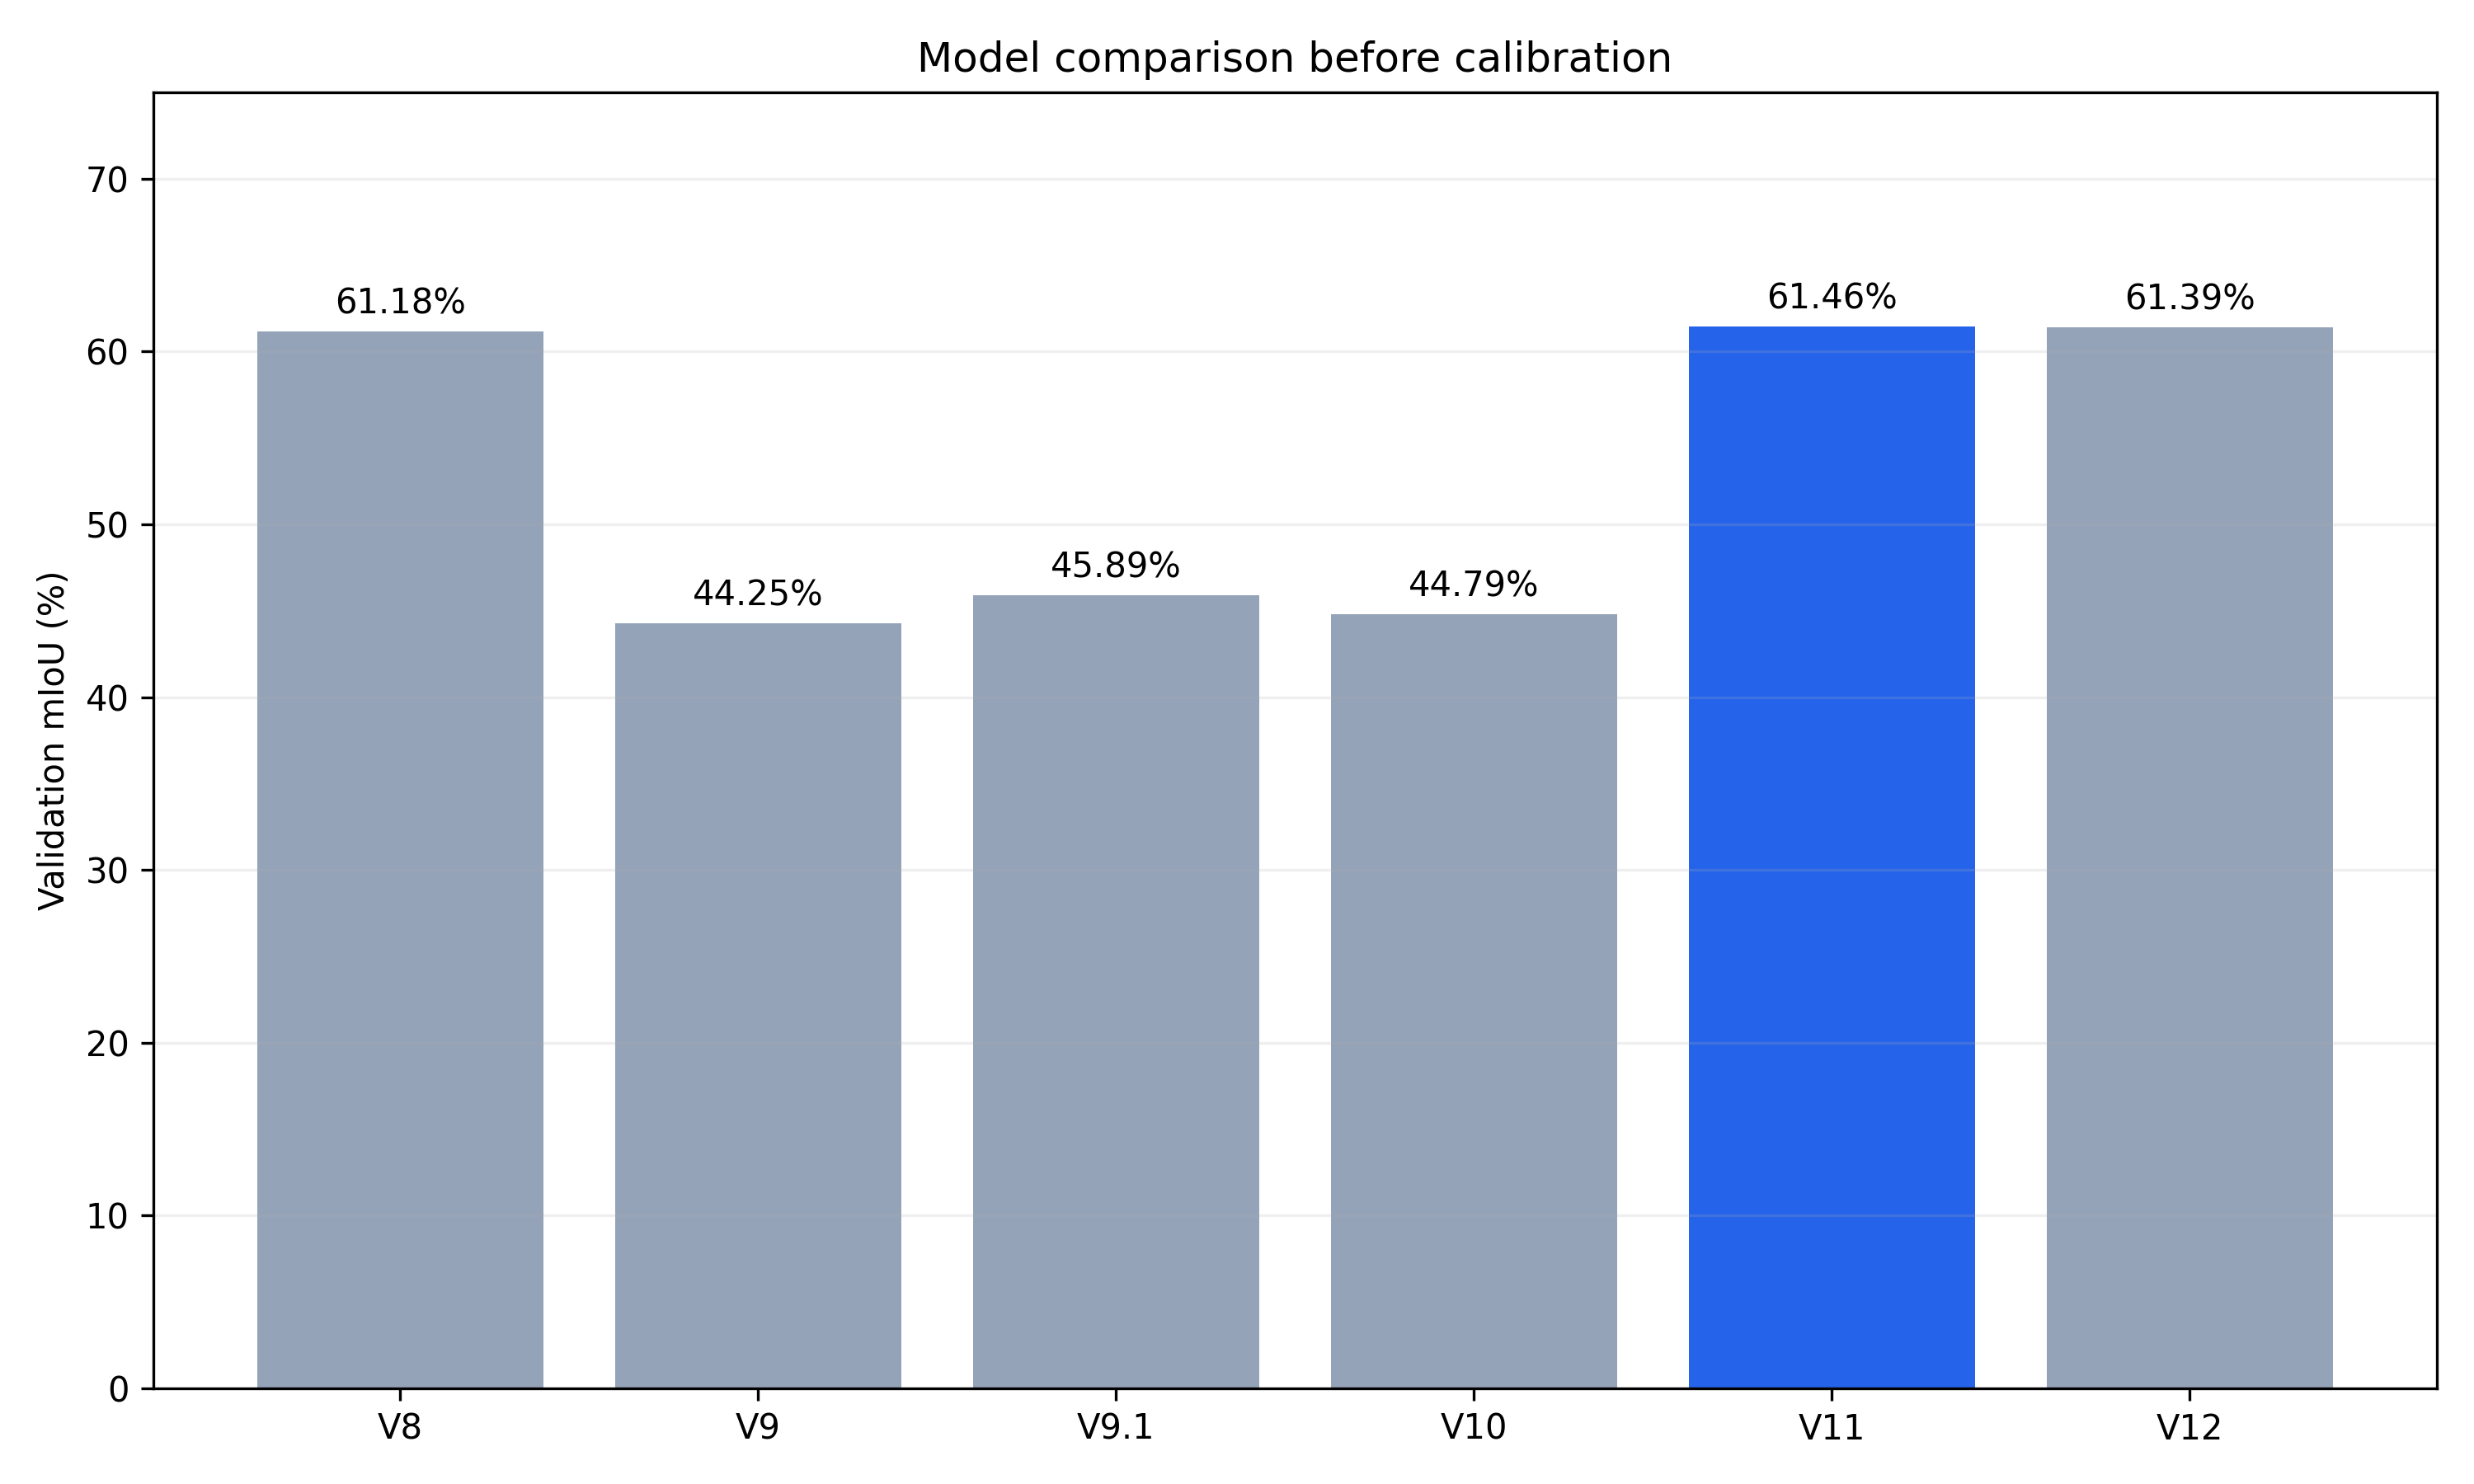 Model comparison before calibration
Validation mIoU (%)
70
60
50
40
30
20
10
0
61.18%
44.25%
45.89%
44.79%
61.46%
61.39%
V8
V9
V9.1
V10
V11
V12